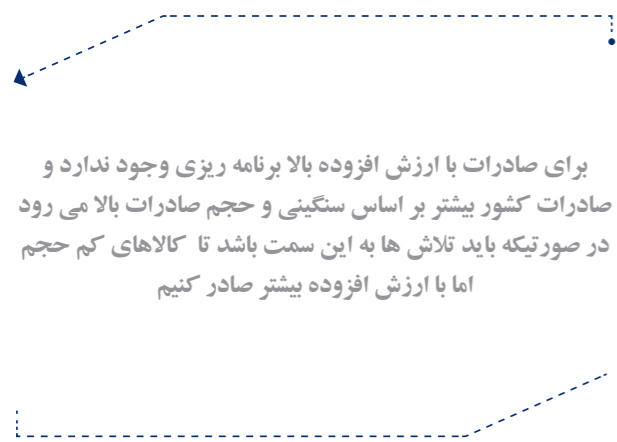 برای صادرات با ارزش افزوده بالا برنامه ریزی وجود ندارد و
صادرات کشور بیشتر بر اساس سنگینی و حجم صادرات بالا می رود
در صورتیکه باید تلاش ها به این سمت باشد تا کالاهای کم حجم
اما با ارزش افزوده بیشتر صادر کنیم